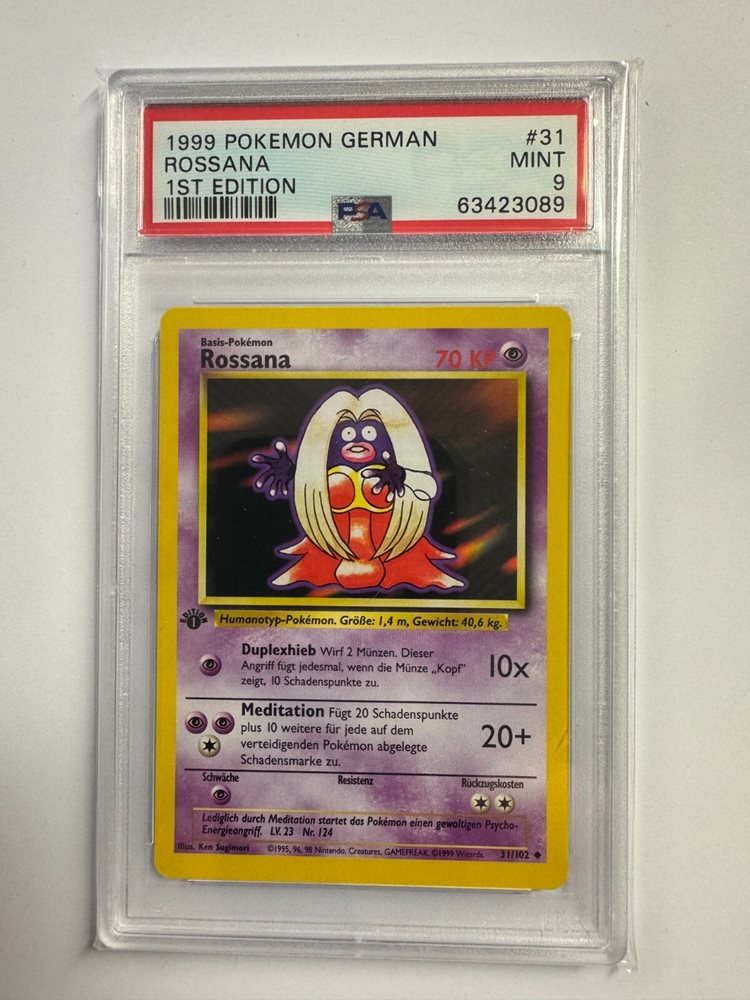 1999 POKEMON GERMAN #31
ROSSANA MINT
1ST EDITION 9
PSA 63423089
Basis-Pokémon
Rossana 70 KP
EDITION 1
Humanotyp-Pokémon. Größe: 1,4 m, Gewicht: 40,6 kg.
Duplexhieb Wirf 2 Münzen. Dieser
Angriff fügt jedesmal, wenn die Münze „Kopf" 10x
zeigt, 10 Schadenspunkte zu.
Meditation Fügt 20 Schadenspunkte
plus 10 weitere für jede auf dem 20+
verteidigenden Pokémon abgelegte
Schadensmarke zu.
Schwäche Resistenz Rückzugskosten
Lediglich durch Meditation startet das Pokémon einen gewaltigen Psycho-
Energieangriff. LV. 23 Nr. 124
Illus. Ken Sugimori ©1995, 96, 98 Nintendo, Creatures, GAMEFREAK. ©1999 Wizards. 31/102